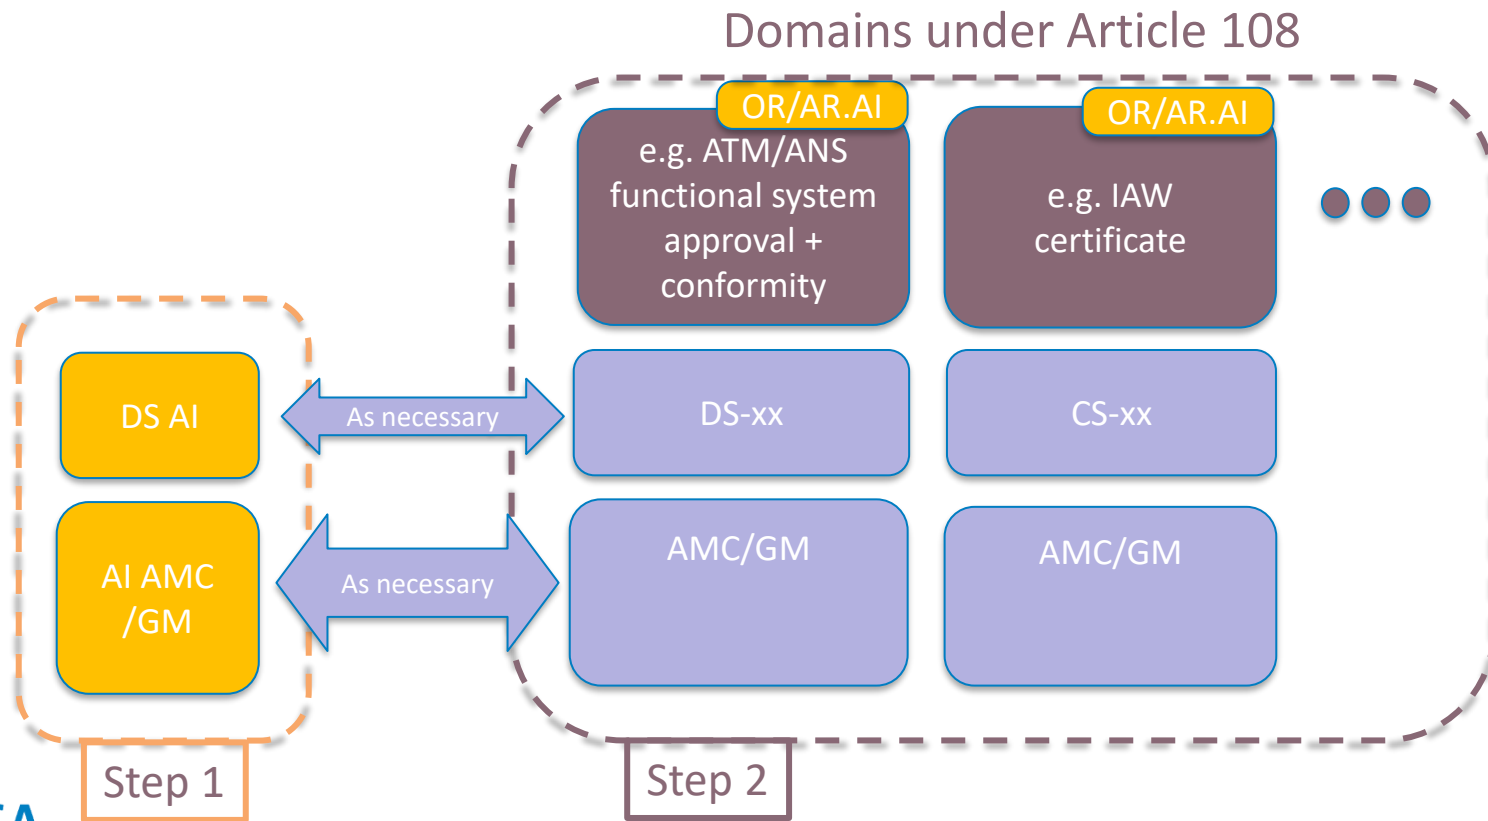 Domains under Article 108
OR/AR.AI
e.g. ATM/ANS
functional system
approval +
conformity
OR/AR.AI
e.g. IAW
certificate
DS AI
As necessary
DS-xx
CS-xx
AI AMC
/GM
As necessary
AMC/GM
AMC/GM
Step 1
Step 2